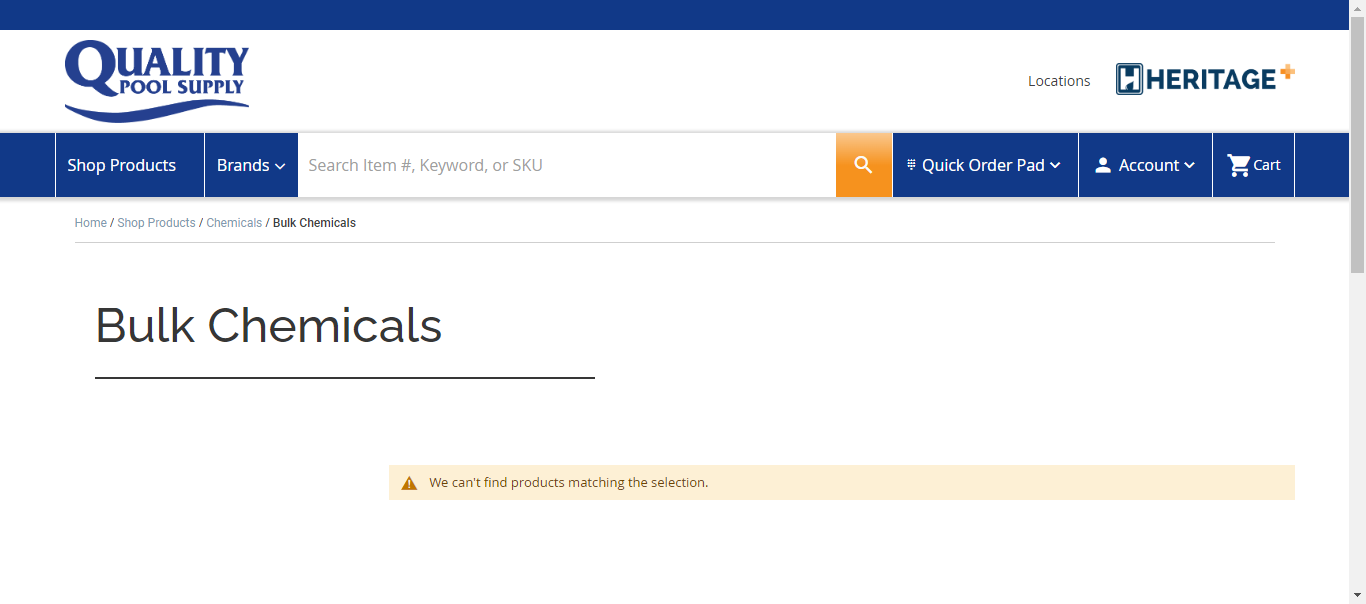 QUALITY
POOL SUPPLY
Locations
HERITAGE+
Shop Products
Brands
Search Item #, Keyword, or SKU
Quick Order Pad
Account
Cart
Home / Shop Products / Chemicals / Bulk Chemicals
Bulk Chemicals
We can't find products matching the selection.